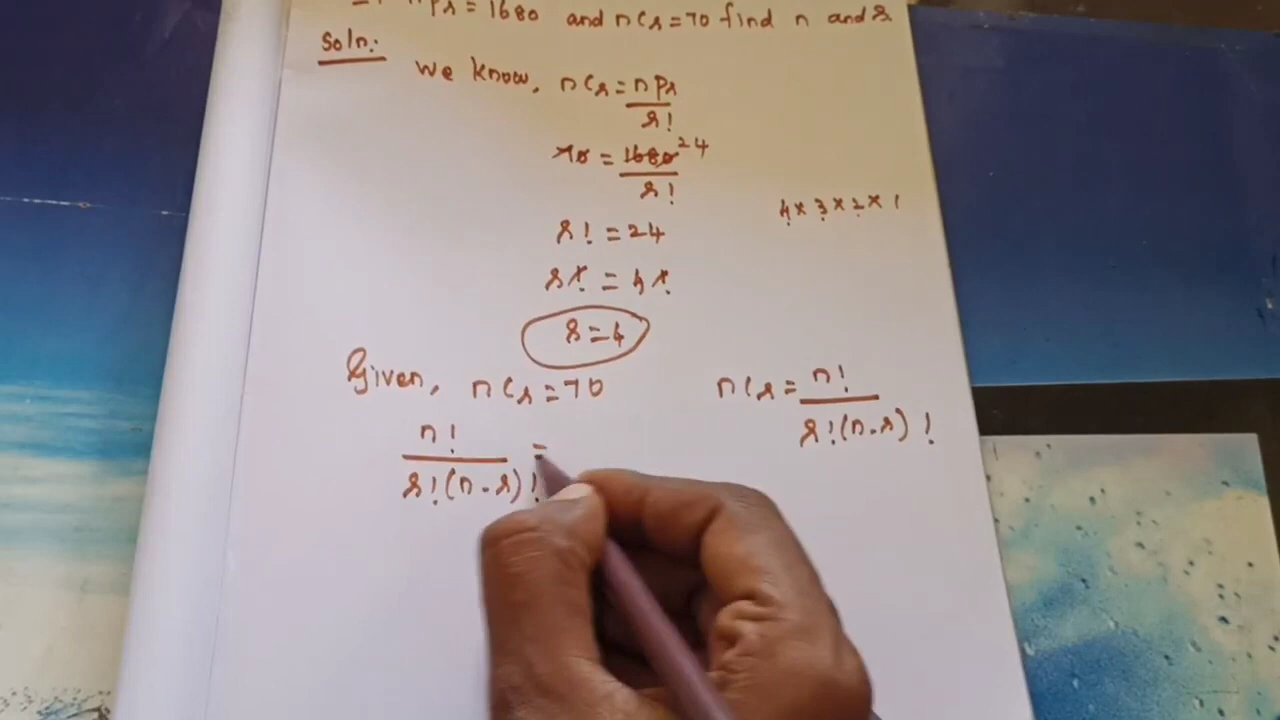 nPr = 1680 and nCr = 70 find n and r
Soln:
We know, nCr = nPr
r!
70 = 1680 24
r!
4 × 3 × 2 × 1
r! = 24
r! = 4!
r = 4
Given, nCr = 70
n!
r!(n-r)! =
nCr = n!
r!(n-r)!